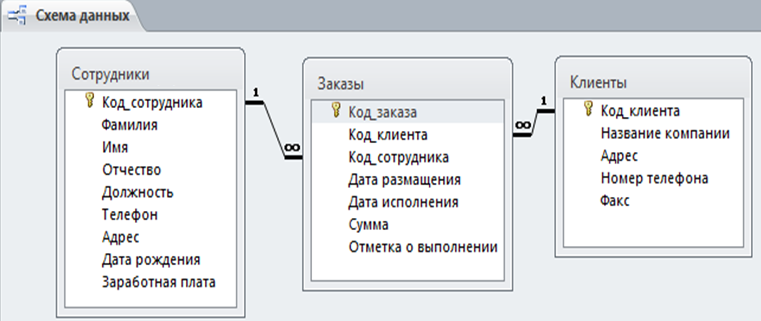 Схема данных
Сотрудники
Код_сотрудника
Фамилия
Имя
Отчество
Должность
Телефон
Адрес
Дата рождения
Заработная плата
1
∞
Заказы
Код_заказа
Код_клиента
Код_сотрудника
Дата размащения
Дата исполнения
Сумма
Отметка о выполнении
∞
1
Клиенты
Код_клиента
Название компании
Адрес
Номер телефона
Факс